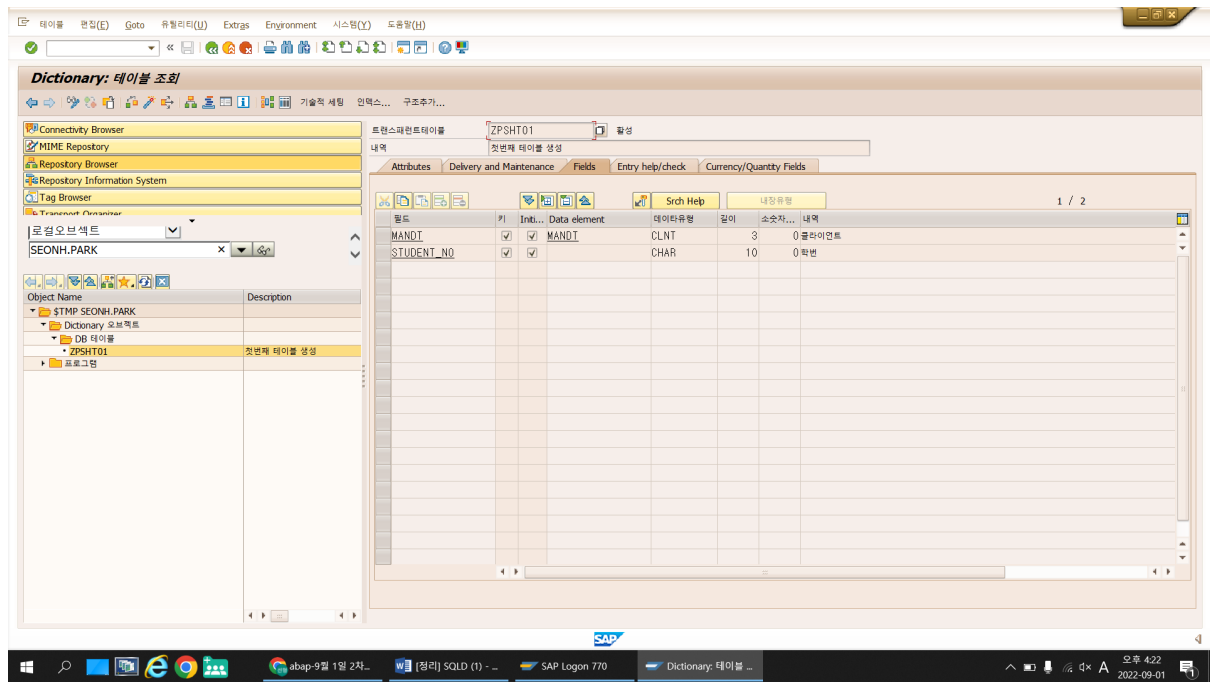 테이블 편집(E) Goto 유틸리티(U) Extras Environment 시스템(Y) 도움말(H)
Dictionary: 테이블 조회
기술적 세팅 인덱스... 구조추가...
Connectivity Browser
MIME Repository
Repository Browser
Repository Information System
Tag Browser
Transport Organizer
로컬오브섹트
SEONH.PARK
Object Name Description
$TMP SEONH.PARK
Dictionary 오브젝트
DB 테이블
ZPSHT01 첫번째 테이블 생성
프로그램
트랜스패런트테이블 ZPSHT01 활성
내역 첫번째 테이블 생성
Attributes Delivery and Maintenance Fields Entry help/check Currency/Quantity Fields
Srch Help 내장유형 1 / 2
필드 키 Initi... Data element 데이타유형 길이 소숫자... 내역
MANDT MANDT CLNT 3 0 클라이언트
STUDENT_NO CHAR 10 0 학번
SAP
abap-9월 1일 2차_ [정리] SQLD (1) - ... SAP Logon 770 Dictionary: 테이블 ...
A 오후 4:22
2022-09-01
1